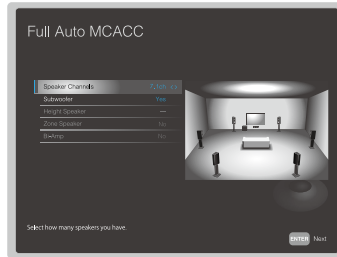 Full Auto MCACC
Speaker Channels
Subwoofer Yes
Height Speaker ---
Zone Speaker No
Bi-Amp No
Select how many speakers you have
ENTER Next